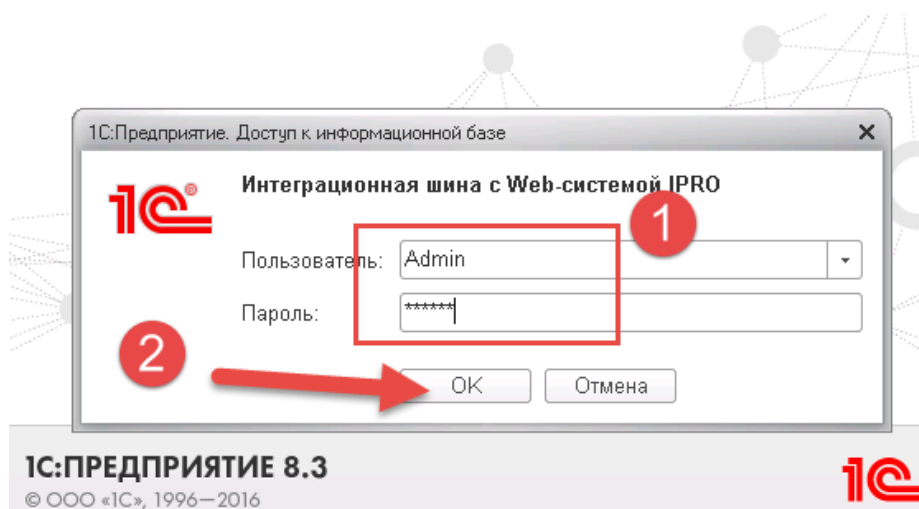 1С:Предприятие. Доступ к информационной базе
1С®
Интеграционная шина с Web-системой IPRO
1
Пользователь: Admin
Пароль: ******
2
OK Отмена
1С:ПРЕДПРИЯТИЕ 8.3
1С
© ООО «1С», 1996—2016